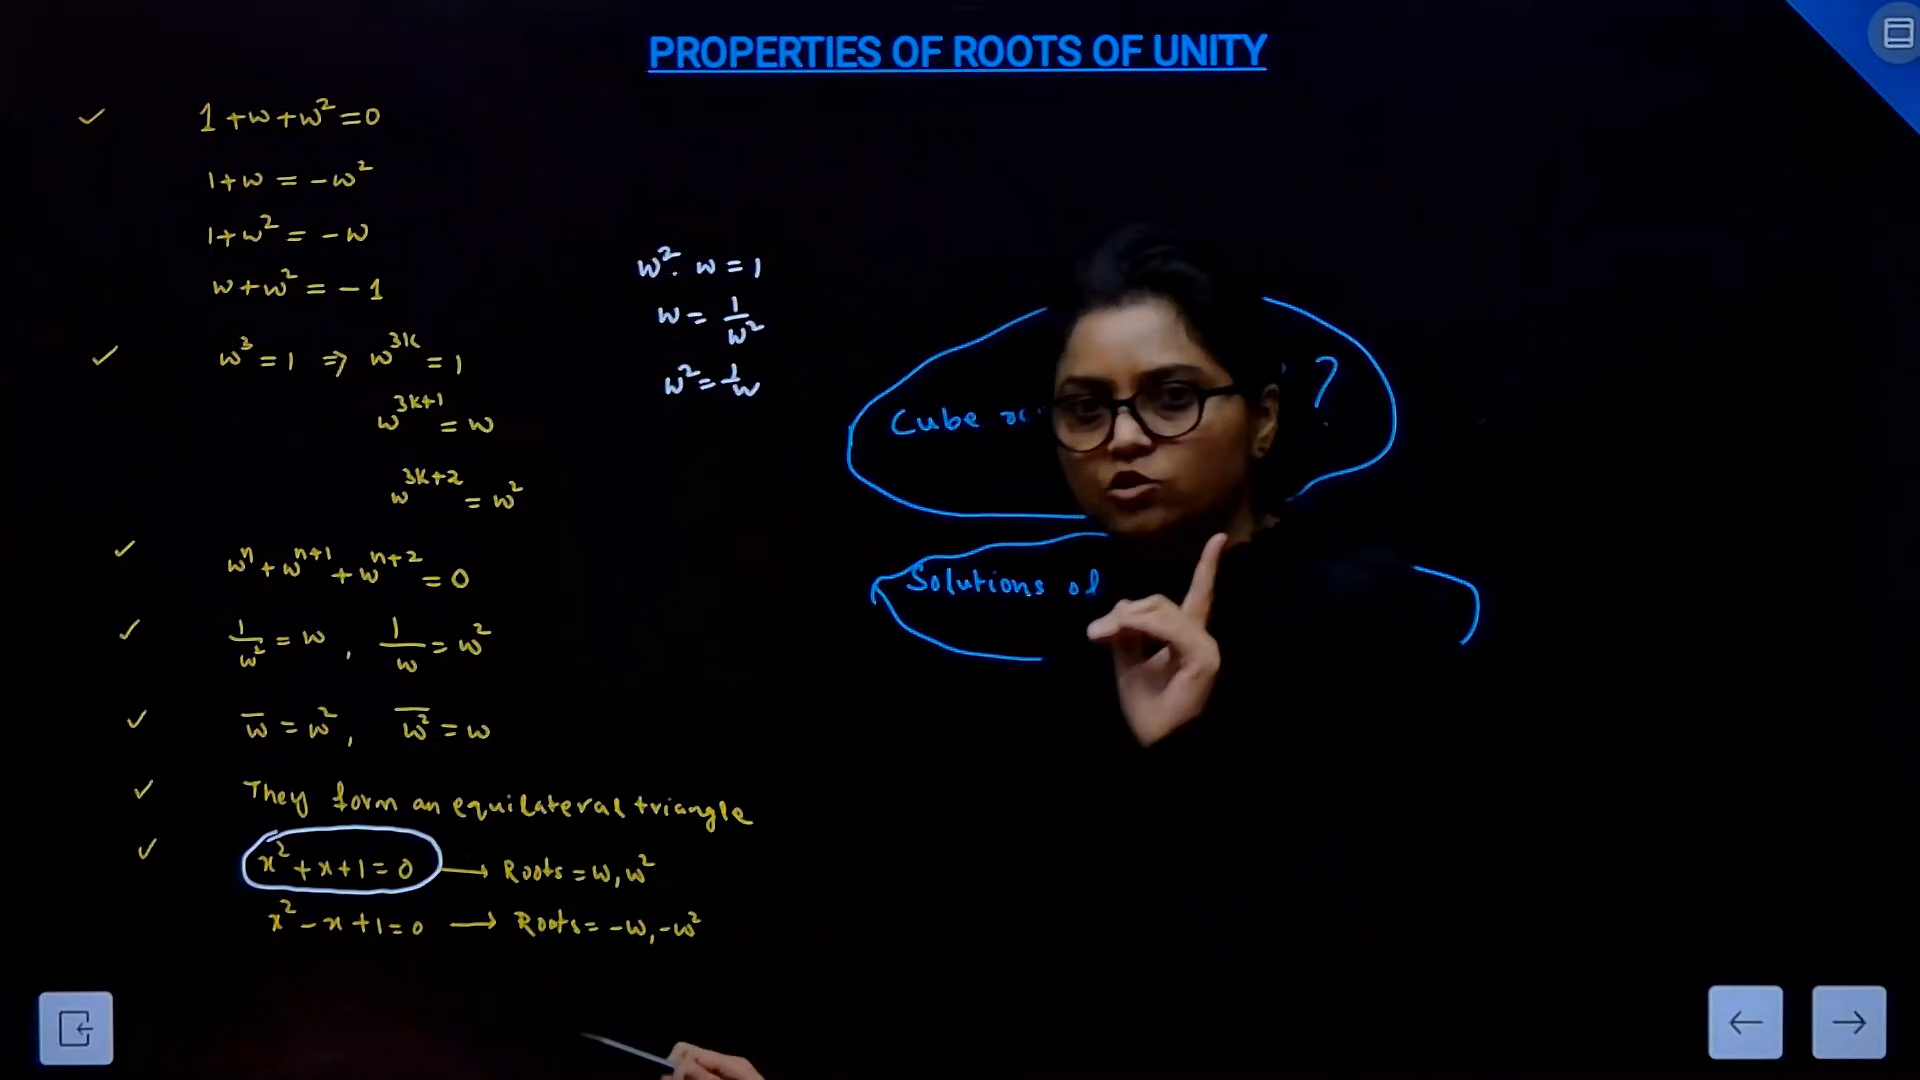 PROPERTIES OF ROOTS OF UNITY
1+w+w²=0
1+w = -w²
1+w² = -w
w+w² = -1
w³=1 ⇒ w³ᵏ=1
w³ᵏ⁺¹ = w
w³ᵏ⁺² = w²
wⁿ+wⁿ⁺¹+wⁿ⁺²=0
1/w² = w, 1/w = w²
w̅ = w², w̅²̅ = w
They form an equilateral triangle
x²+x+1=0 → Roots = w, w²
x²-x+1=0 → Roots = -w, -w²
w². w = 1
w = 1/w²
w² = 1/w
Cube ?
Solutions of